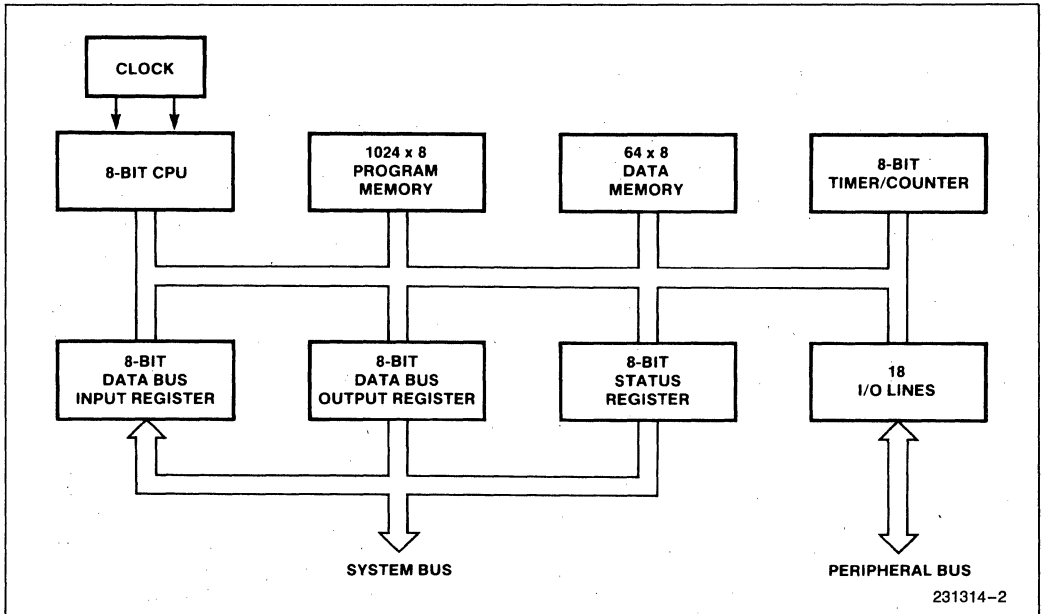 CLOCK
8-BIT CPU
1024 x 8
PROGRAM
MEMORY
64 x 8
DATA
MEMORY
8-BIT
TIMER/COUNTER
8-BIT
DATA BUS
INPUT REGISTER
8-BIT
DATA BUS
OUTPUT REGISTER
8-BIT
STATUS
REGISTER
18
I/O LINES
SYSTEM BUS
PERIPHERAL BUS
231314–2